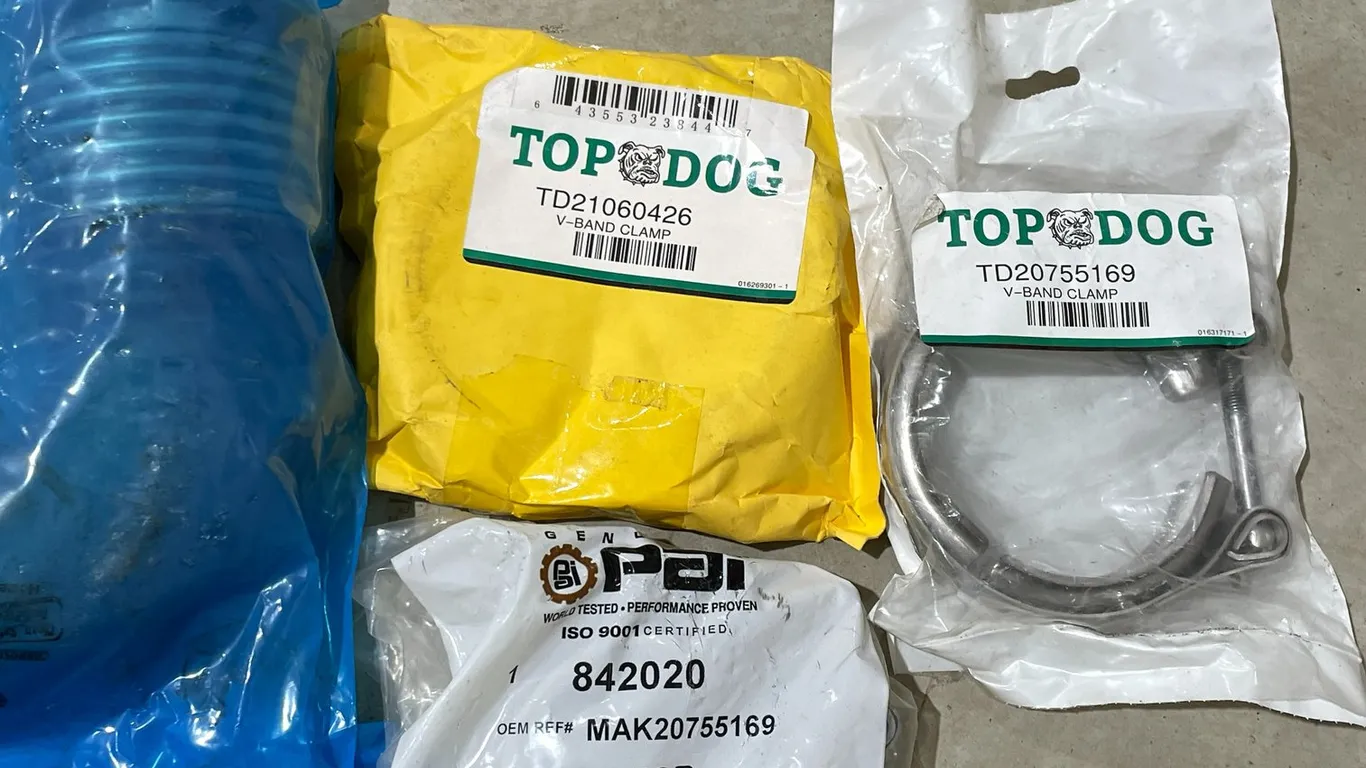 6 43553 23844 7
TOP DOG
TD21060426
V-BAND CLAMP
016269301-1
TOP DOG
TD20755169
V-BAND CLAMP
016317171-1
pai
WORLD TESTED • PERFORMANCE PROVEN
ISO 9001 CERTIFIED
1 842020
OEM REF# MAK20755169